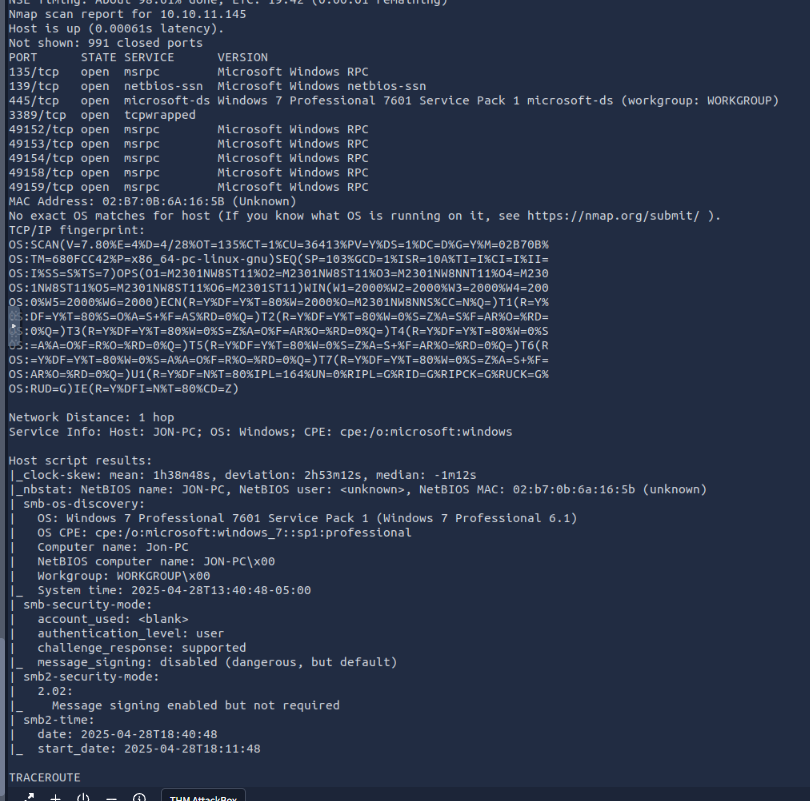 NSE Timing: About 98.61% done; ETC: 19:42 (0:00:01 remaining)
Nmap scan report for 10.10.11.145
Host is up (0.00061s latency).
Not shown: 991 closed ports
PORT      STATE SERVICE      VERSION
135/tcp   open  msrpc        Microsoft Windows RPC
139/tcp   open  netbios-ssn  Microsoft Windows netbios-ssn
445/tcp   open  microsoft-ds Windows 7 Professional 7601 Service Pack 1 microsoft-ds (workgroup: WORKGROUP)
3389/tcp  open  tcpwrapped
49152/tcp open  msrpc        Microsoft Windows RPC
49153/tcp open  msrpc        Microsoft Windows RPC
49154/tcp open  msrpc        Microsoft Windows RPC
49158/tcp open  msrpc        Microsoft Windows RPC
49159/tcp open  msrpc        Microsoft Windows RPC
MAC Address: 02:B7:0B:6A:16:5B (Unknown)
No exact OS matches for host (If you know what OS is running on it, see https://nmap.org/submit/ ).
TCP/IP fingerprint:
OS:SCAN(V=7.80%E=4%D=4/28%OT=135%CT=1%CU=36413%PV=Y%DS=1%DC=D%G=Y%M=02B70B%
OS:TM=680FCC42%P=x86_64-pc-linux-gnu)SEQ(SP=103%GCD=1%ISR=10A%TI=I%CI=I%II=
OS:I%SS=S%TS=7)OPS(O1=M2301NW8ST11%O2=M2301NW8ST11%O3=M2301NW8NNT11%O4=M230
OS:1NW8ST11%O5=M2301NW8ST11%O6=M2301ST11)WIN(W1=2000%W2=2000%W3=2000%W4=200
OS:0%W5=2000%W6=2000)ECN(R=Y%DF=Y%T=80%W=2000%O=M2301NW8NNS%CC=N%Q=)T1(R=Y%
:DF=Y%T=80%S=O%A=S+%F=AS%RD=0%Q=)T2(R=Y%DF=Y%T=80%W=0%S=Z%A=S%F=AR%O=%RD=
:0%Q=)T3(R=Y%DF=Y%T=80%W=0%S=Z%A=O%F=AR%O=%RD=0%Q=)T4(R=Y%DF=Y%T=80%W=0%S
OS:=A%A=O%F=R%O=%RD=0%Q=)T5(R=Y%DF=Y%T=80%W=0%S=Z%A=S+%F=AR%O=%RD=0%Q=)T6(R
OS:=Y%DF=Y%T=80%W=0%S=A%A=O%F=R%O=%RD=0%Q=)T7(R=Y%DF=Y%T=80%W=0%S=Z%A=S+%F=
OS:AR%O=%RD=0%Q=)U1(R=Y%DF=N%T=80%IPL=164%UN=0%RIPL=G%RID=G%RIPCK=G%RUCK=G%
OS:RUD=G)IE(R=Y%DFI=N%T=80%CD=Z)
Network Distance: 1 hop
Service Info: Host: JON-PC; OS: Windows; CPE: cpe:/o:microsoft:windows
Host script results:
|_clock-skew: mean: 1h38m48s, deviation: 2h53m12s, median: -1m12s
|_nbstat: NetBIOS name: JON-PC, NetBIOS user: <unknown>, NetBIOS MAC: 02:b7:0b:6a:16:5b (unknown)
| smb-os-discovery:
|   OS: Windows 7 Professional 7601 Service Pack 1 (Windows 7 Professional 6.1)
|   OS CPE: cpe:/o:microsoft:windows_7::sp1:professional
|   Computer name: Jon-PC
|   NetBIOS computer name: JON-PC\x00
|   Workgroup: WORKGROUP\x00
|_  System time: 2025-04-28T13:40:48-05:00
| smb-security-mode:
|   account_used: <blank>
|   authentication_level: user
|   challenge_response: supported
|_  message_signing: disabled (dangerous, but default)
| smb2-security-mode:
|   2.02:
|_    Message signing enabled but not required
| smb2-time:
|   date: 2025-04-28T18:40:48
|_  start_date: 2025-04-28T18:11:48
TRACEROUTE
THM AttackBox